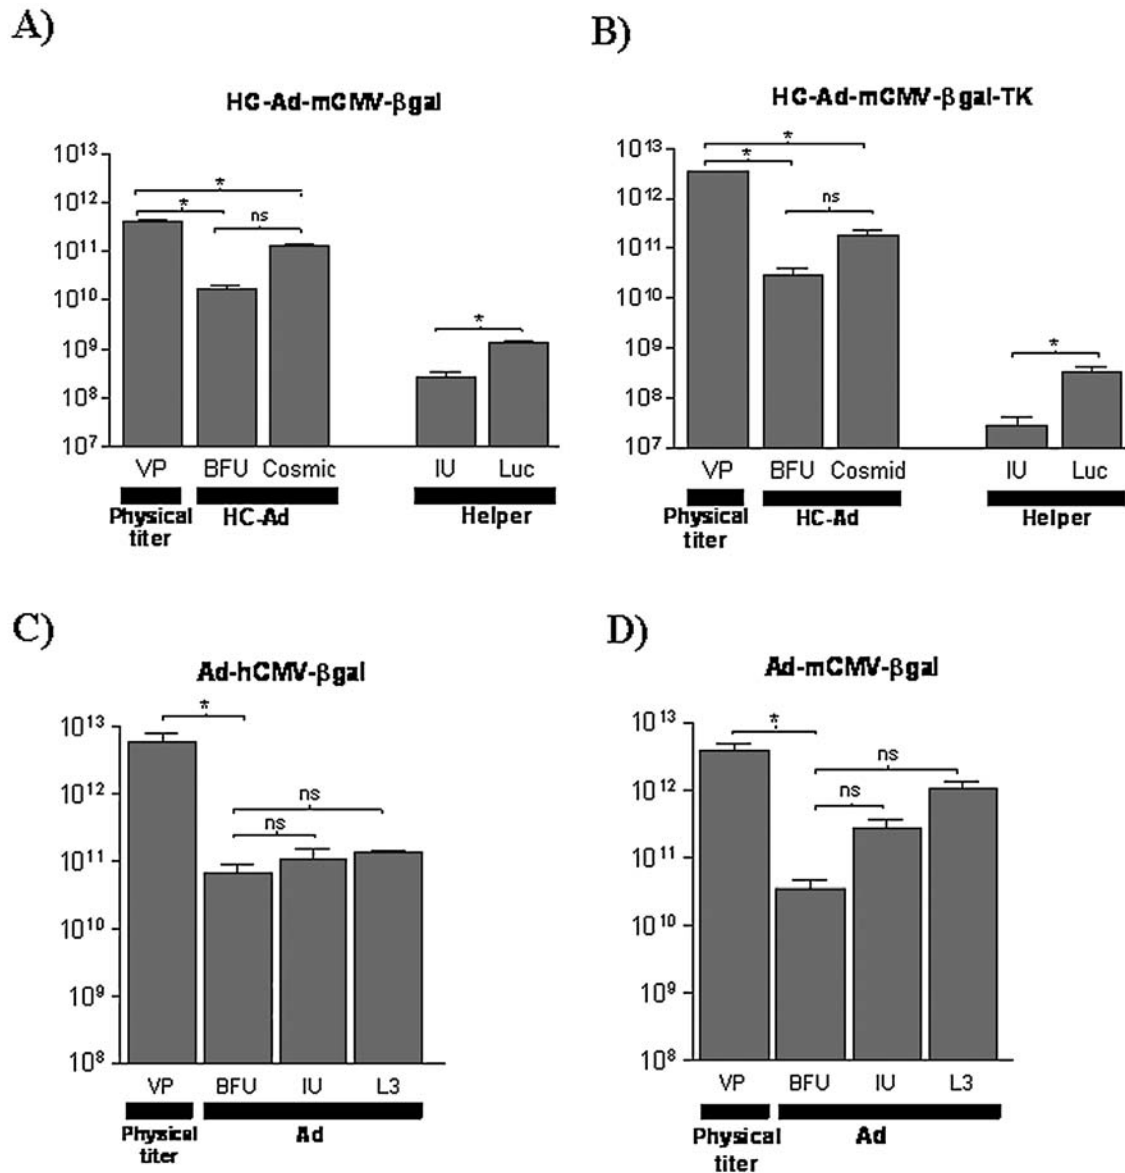 A)
HC-Ad-mCMV-βgal
10^13
10^12
10^11
10^10
10^9
10^8
10^7
*
*
ns
*
VP BFU Cosmic IU Luc
Physical titer
HC-Ad
Helper
B)
HC-Ad-mCMV-βgal-TK
10^13
10^12
10^11
10^10
10^9
10^8
10^7
*
*
ns
*
VP BFU Cosmid IU Luc
Physical titer
HC-Ad
Helper
C)
Ad-hCMV-βgal
10^13
10^12
10^11
10^10
10^9
10^8
*
ns
ns
VP BFU IU L3
Physical titer
Ad
D)
Ad-mCMV-βgal
10^13
10^12
10^11
10^10
10^9
10^8
*
ns
ns
VP BFU IU L3
Physical titer
Ad